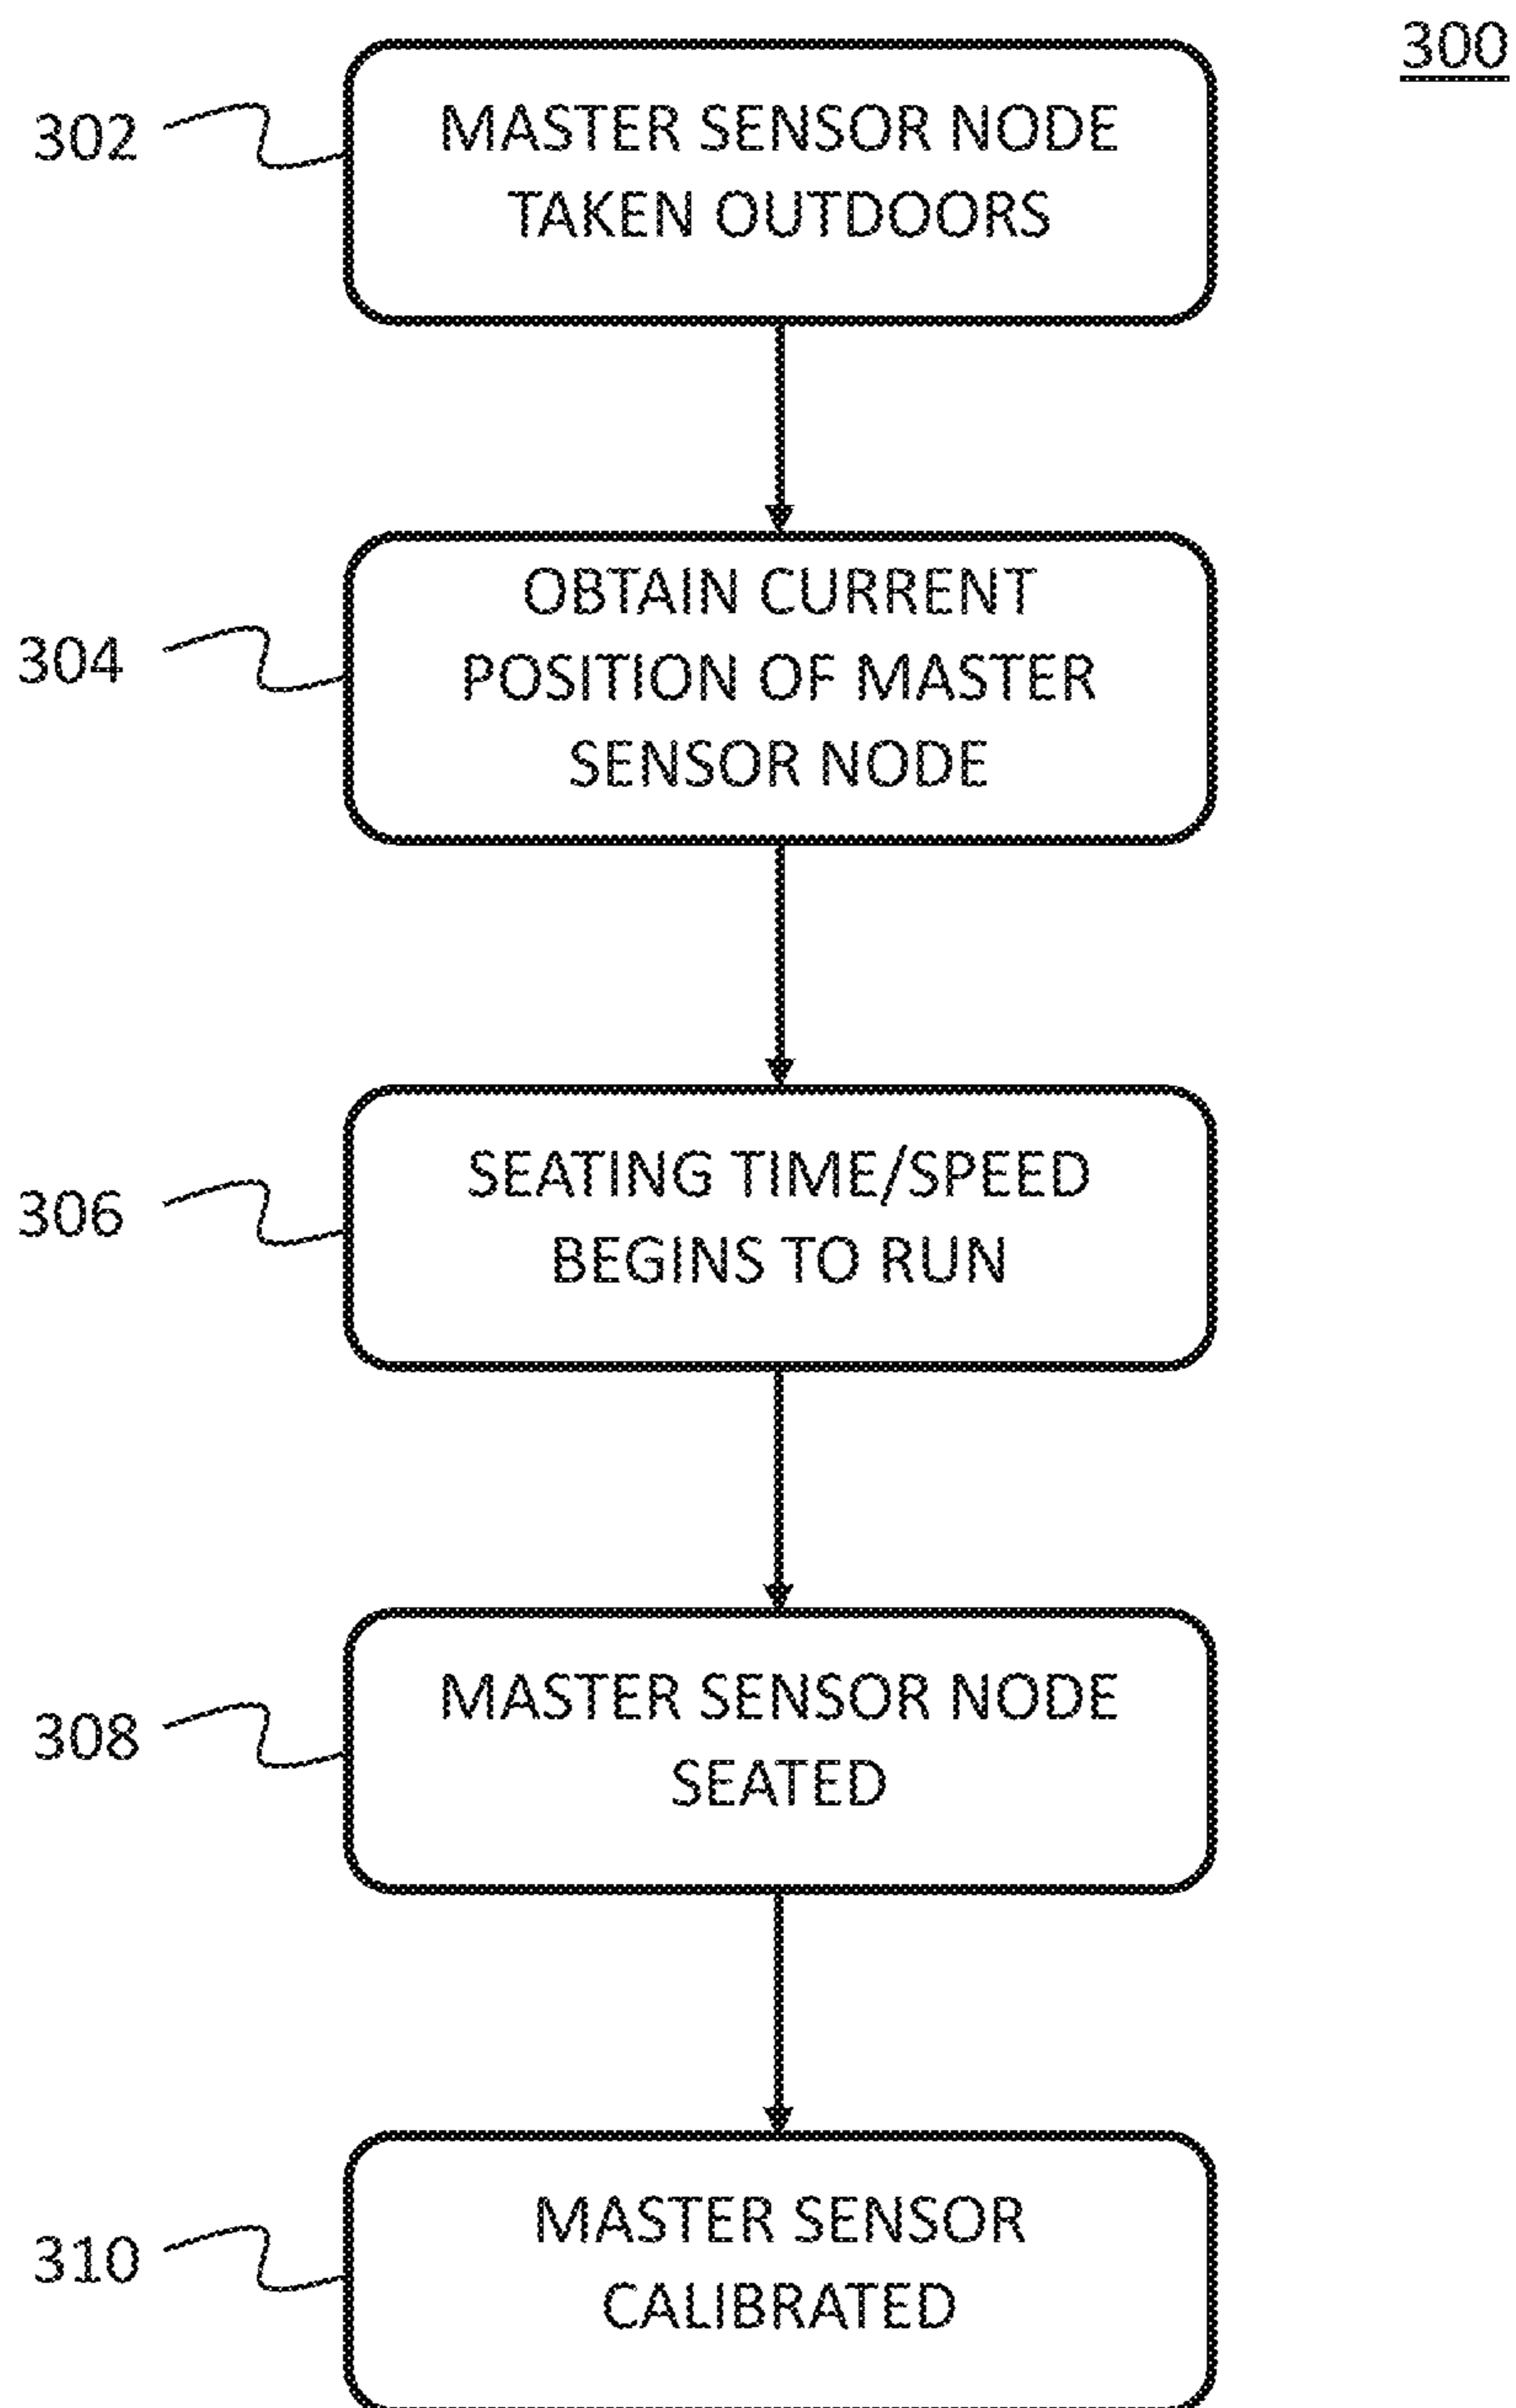 300
302
MASTER SENSOR NODE
TAKEN OUTDOORS
304
OBTAIN CURRENT
POSITION OF MASTER
SENSOR NODE
306
SEATING TIME/SPEED
BEGINS TO RUN
308
MASTER SENSOR NODE
SEATED
310
MASTER SENSOR
CALIBRATED